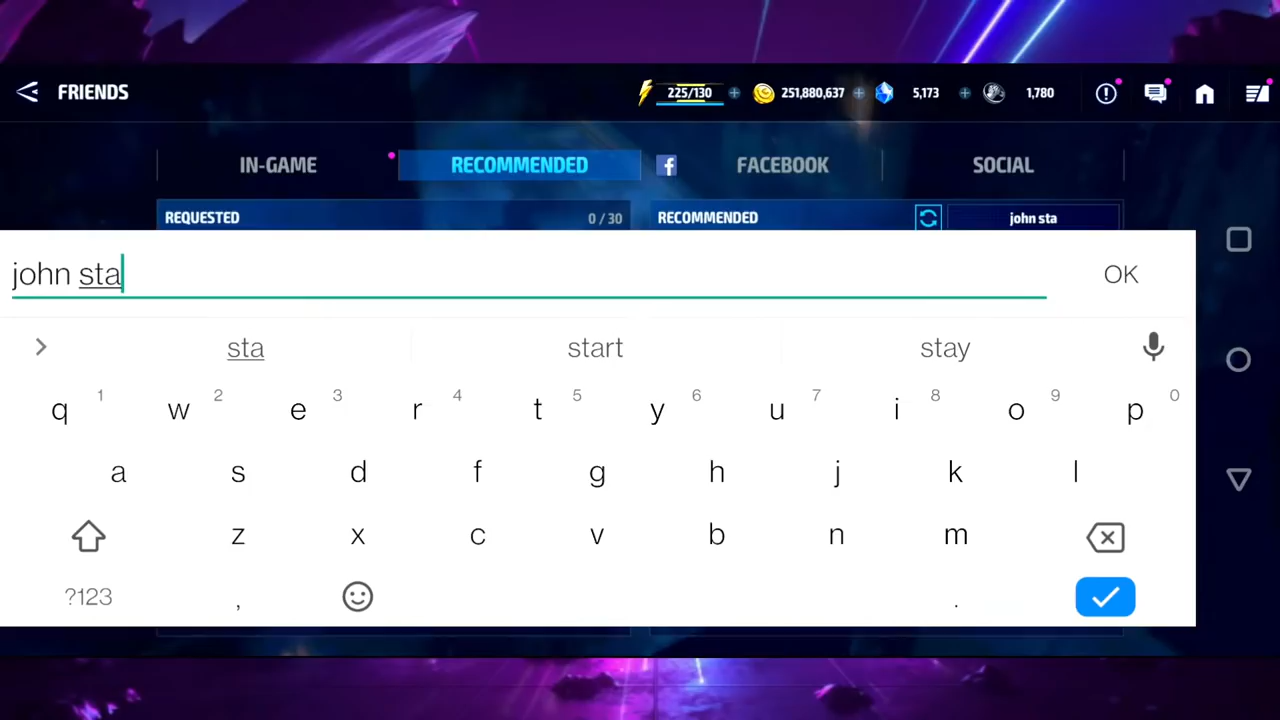 FRIENDS 225/130 251,880,637 5,173 1,780
IN-GAME RECOMMENDED FACEBOOK SOCIAL
REQUESTED 0 / 30 RECOMMENDED john sta
john sta OK
sta start stay
1 2 3 4 5 6 7 8 9 0
q w e r t y u i o p
a s d f g h j k l
z x c v b n m
?123 , .